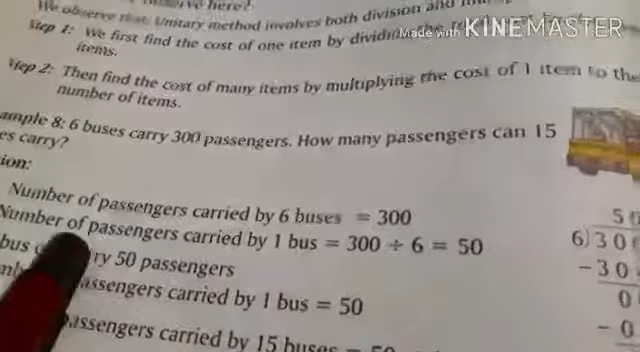 here?
We observe that Unitary method involves both division and
Step 1: We first find the cost of one item by dividing the
items.
Step 2: Then find the cost of many items by multiplying the cost of 1 item to the
number of items.
ample 8: 6 buses carry 300 passengers. How many passengers can 15
es carry?
ion:
Number of passengers carried by 6 buses = 300
Number of passengers carried by 1 bus = 300 ÷ 6 = 50
bus ry 50 passengers
assengers carried by 1 bus = 50
assengers carried by 15 buses = 50
5
6)30
-30
0
-0
Made with KINEMASTER